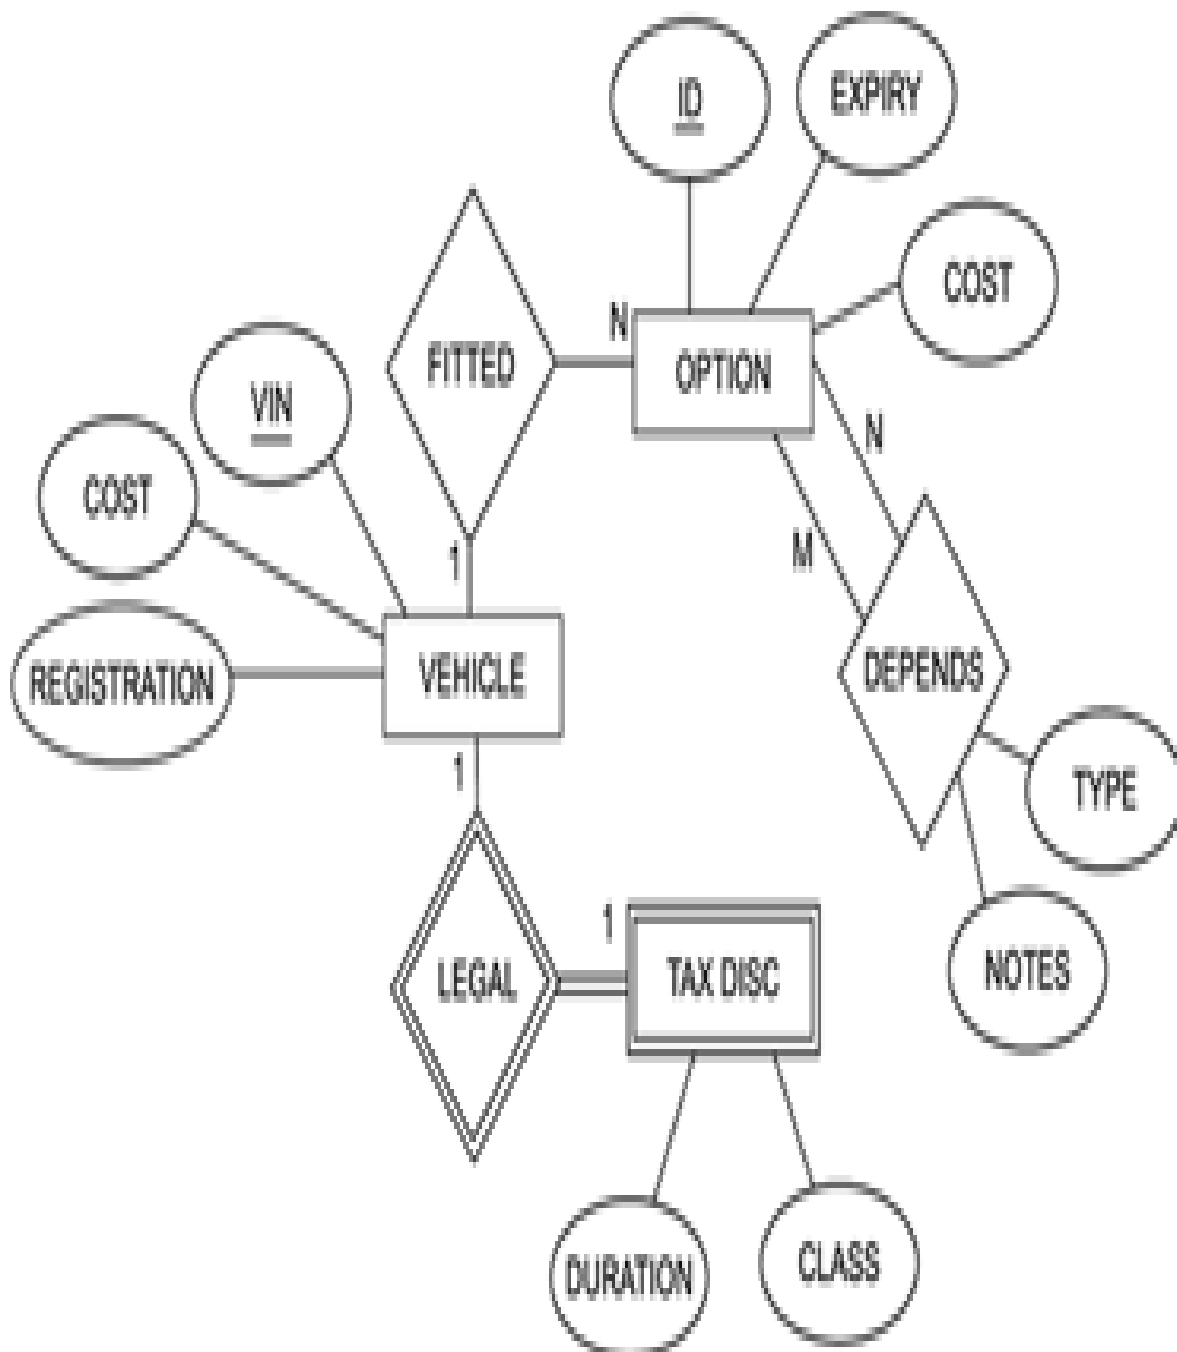 ID
EXPIRY
COST
N
FITTED
OPTION
VIN
N
COST
M
1
REGISTRATION
VEHICLE
DEPENDS
1
TYPE
1
LEGAL
TAX DISC
NOTES
DURATION
CLASS